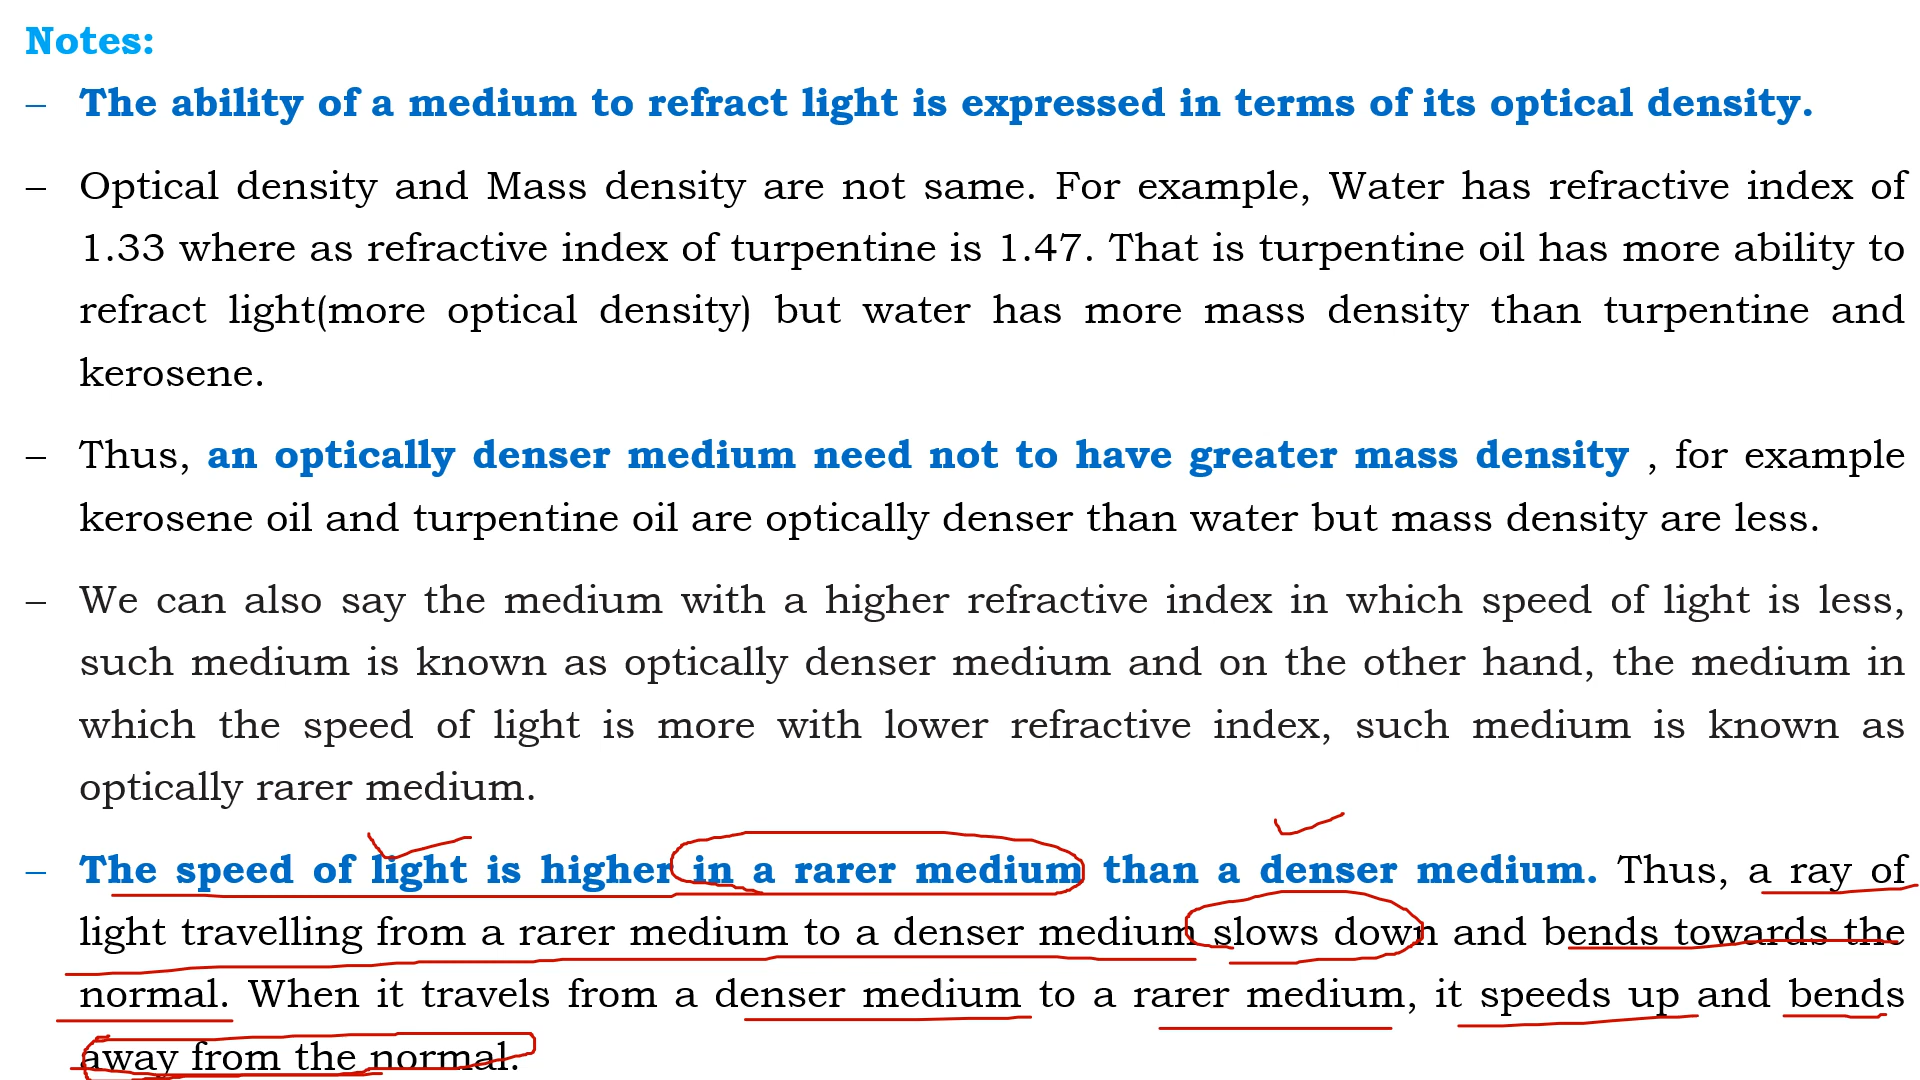 Notes:
– The ability of a medium to refract light is expressed in terms of its optical density.
– Optical density and Mass density are not same. For example, Water has refractive index of
1.33 where as refractive index of turpentine is 1.47. That is turpentine oil has more ability to
refract light(more optical density) but water has more mass density than turpentine and
kerosene.
– Thus, an optically denser medium need not to have greater mass density , for example
kerosene oil and turpentine oil are optically denser than water but mass density are less.
– We can also say the medium with a higher refractive index in which speed of light is less,
such medium is known as optically denser medium and on the other hand, the medium in
which the speed of light is more with lower refractive index, such medium is known as
optically rarer medium.
– The speed of light is higher in a rarer medium than a denser medium. Thus, a ray of
light travelling from a rarer medium to a denser medium slows down and bends towards the
normal. When it travels from a denser medium to a rarer medium, it speeds up and bends
away from the normal.